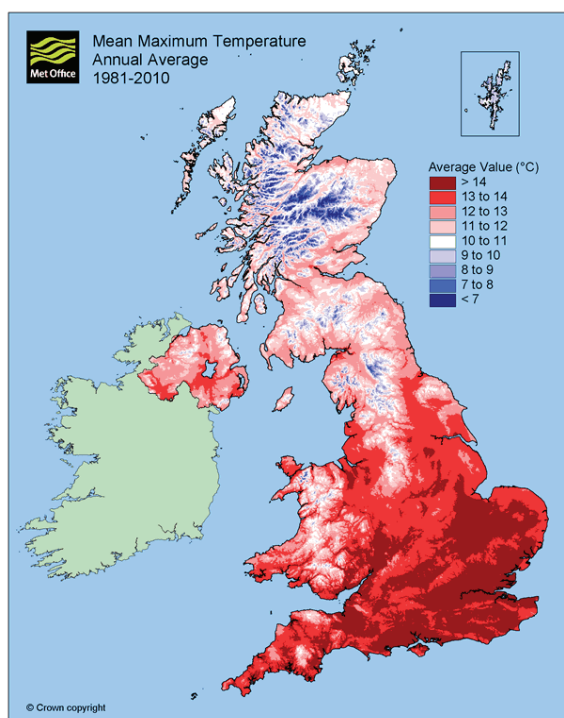 Met Office
Mean Maximum Temperature
Annual Average
1981-2010
Average Value (°C)
> 14
13 to 14
12 to 13
11 to 12
10 to 11
9 to 10
8 to 9
7 to 8
< 7
© Crown copyright